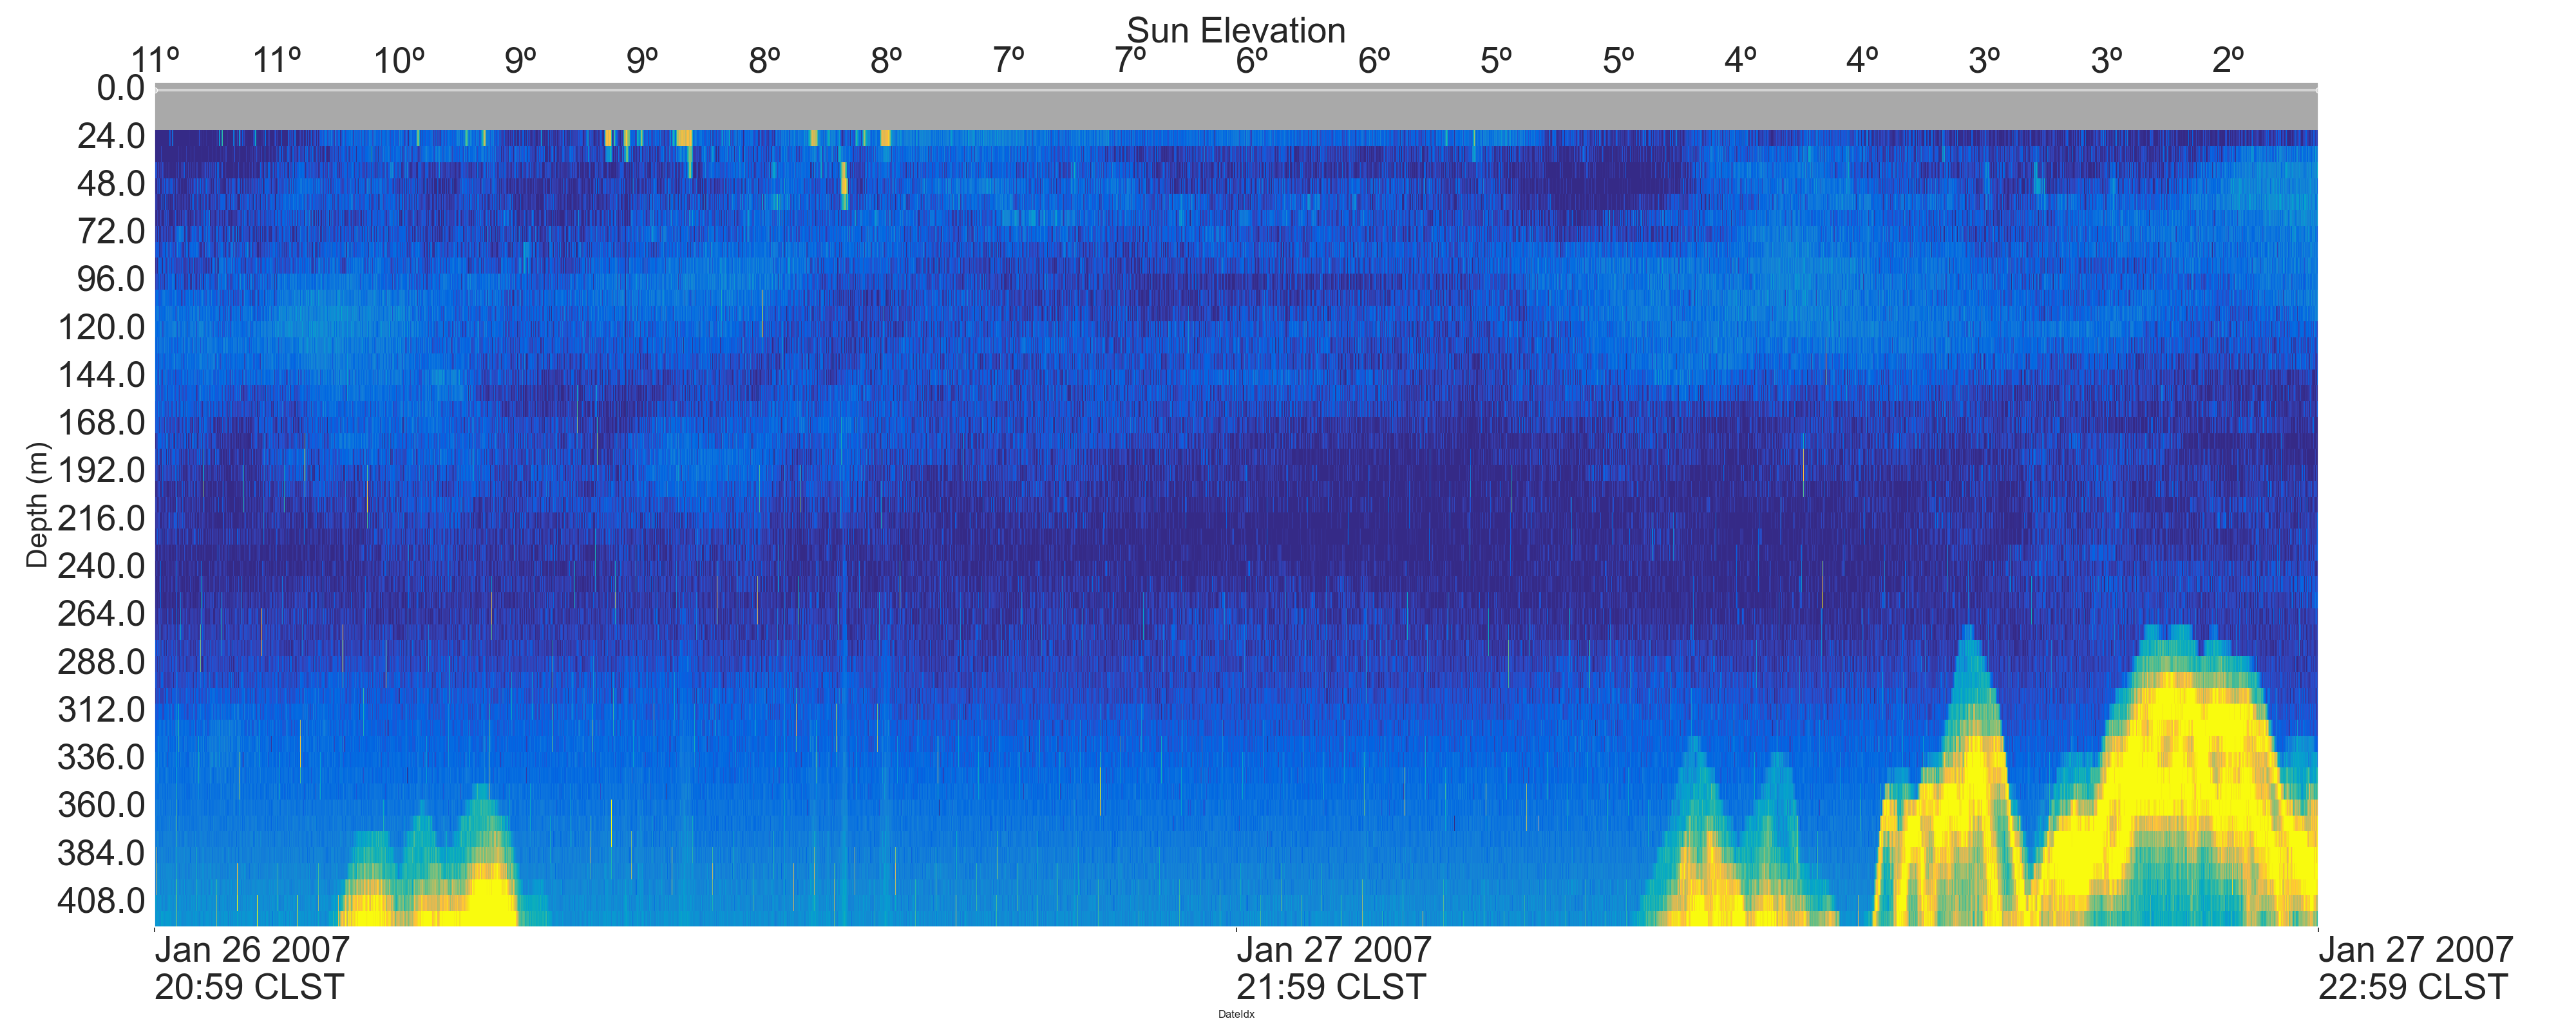 Sun Elevation
11º 11º 10º 9º 9º 8º 8º 7º 7º 6º 6º 5º 5º 4º 4º 3º 3º 2º
0.0
24.0
48.0
72.0
96.0
120.0
144.0
168.0
192.0
216.0
240.0
264.0
288.0
312.0
336.0
360.0
384.0
408.0
Depth (m)
Jan 26 2007
20:59 CLST
Jan 27 2007
21:59 CLST
Jan 27 2007
22:59 CLST
DateIdx